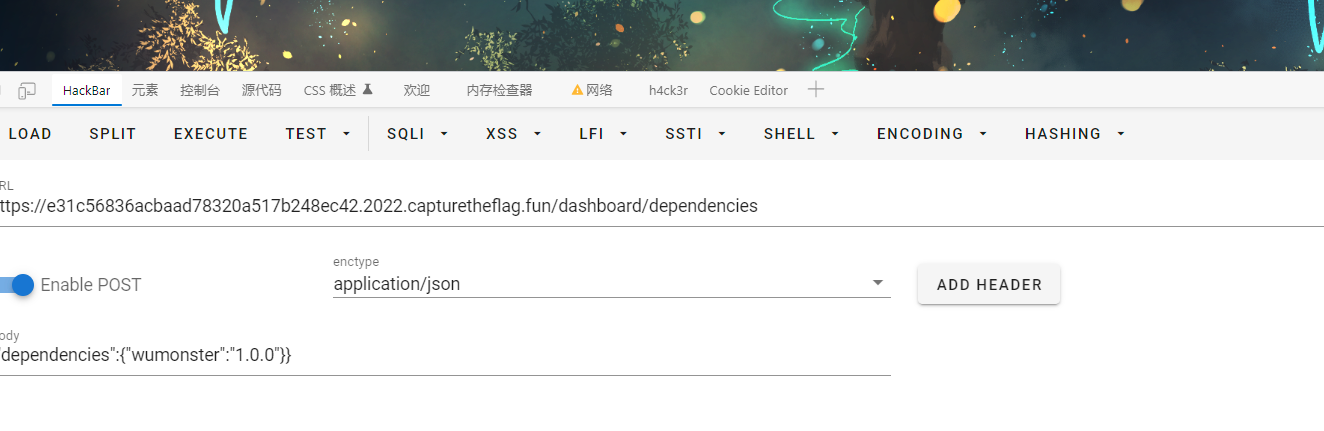 HackBar 元素 控制台 源代码 CSS 概述 欢迎 内存检查器 网络 h4ck3r Cookie Editor
LOAD SPLIT EXECUTE TEST SQLI XSS LFI SSTI SHELL ENCODING HASHING
RL
ttps://e31c56836acbaad78320a517b248ec42.2022.capturetheflag.fun/dashboard/dependencies
enctype
Enable POST application/json ADD HEADER
ody
"dependencies":{"wumonster":"1.0.0"}}